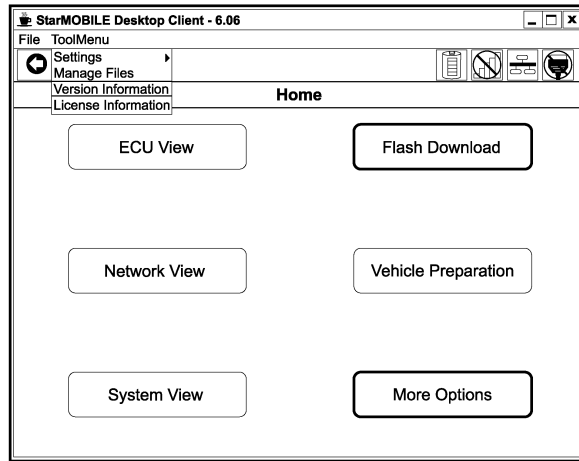 StarMOBILE Desktop Client - 6.06
File ToolMenu
Settings
Manage Files
Version Information
License Information
Home
ECU View
Flash Download
Network View
Vehicle Preparation
System View
More Options